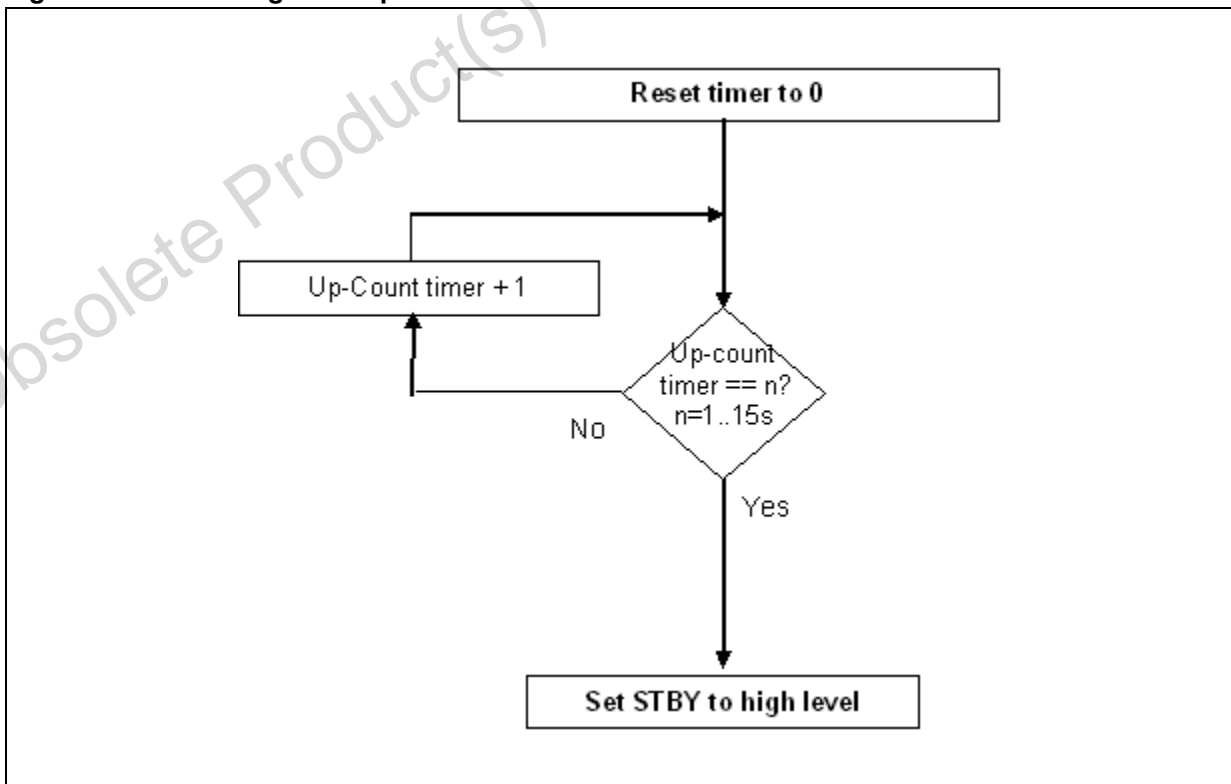 Obsolete Product(s)
Reset timer to 0
Up-Count timer + 1
Up-count
timer == n?
n=1..15s
No
Yes
Set STBY to high level